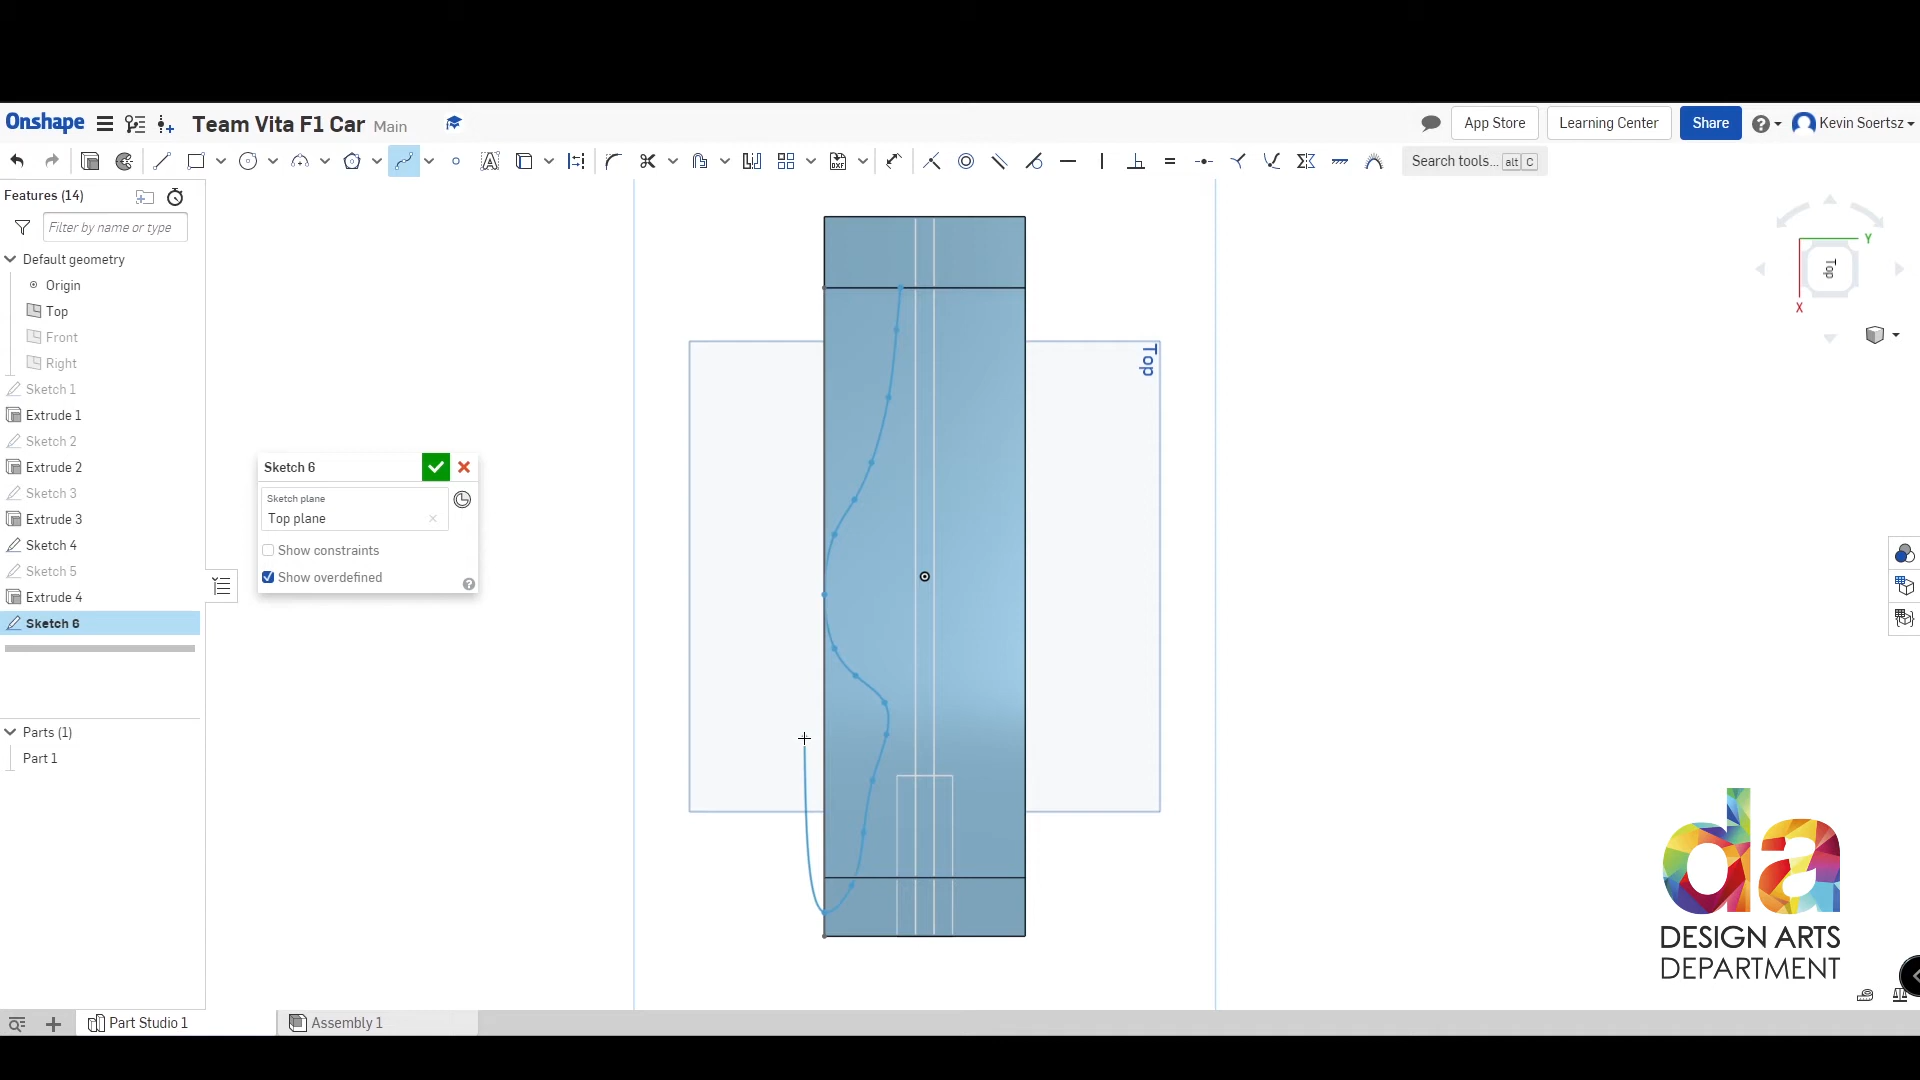 Onshape
Team Vita F1 Car Main
App Store
Learning Center
Share
Kevin Soertsz
Search tools... alt C
Features (14)
Filter by name or type
Default geometry
Origin
Top
Front
Right
Sketch 1
Extrude 1
Sketch 2
Extrude 2
Sketch 3
Extrude 3
Sketch 4
Sketch 5
Extrude 4
Sketch 6
Parts (1)
Part 1
Sketch 6
Sketch plane
Top plane
Show constraints
Show overdefined
Top
Top
Y
X
DXF
da
DESIGN ARTS
DEPARTMENT
Part Studio 1
Assembly 1